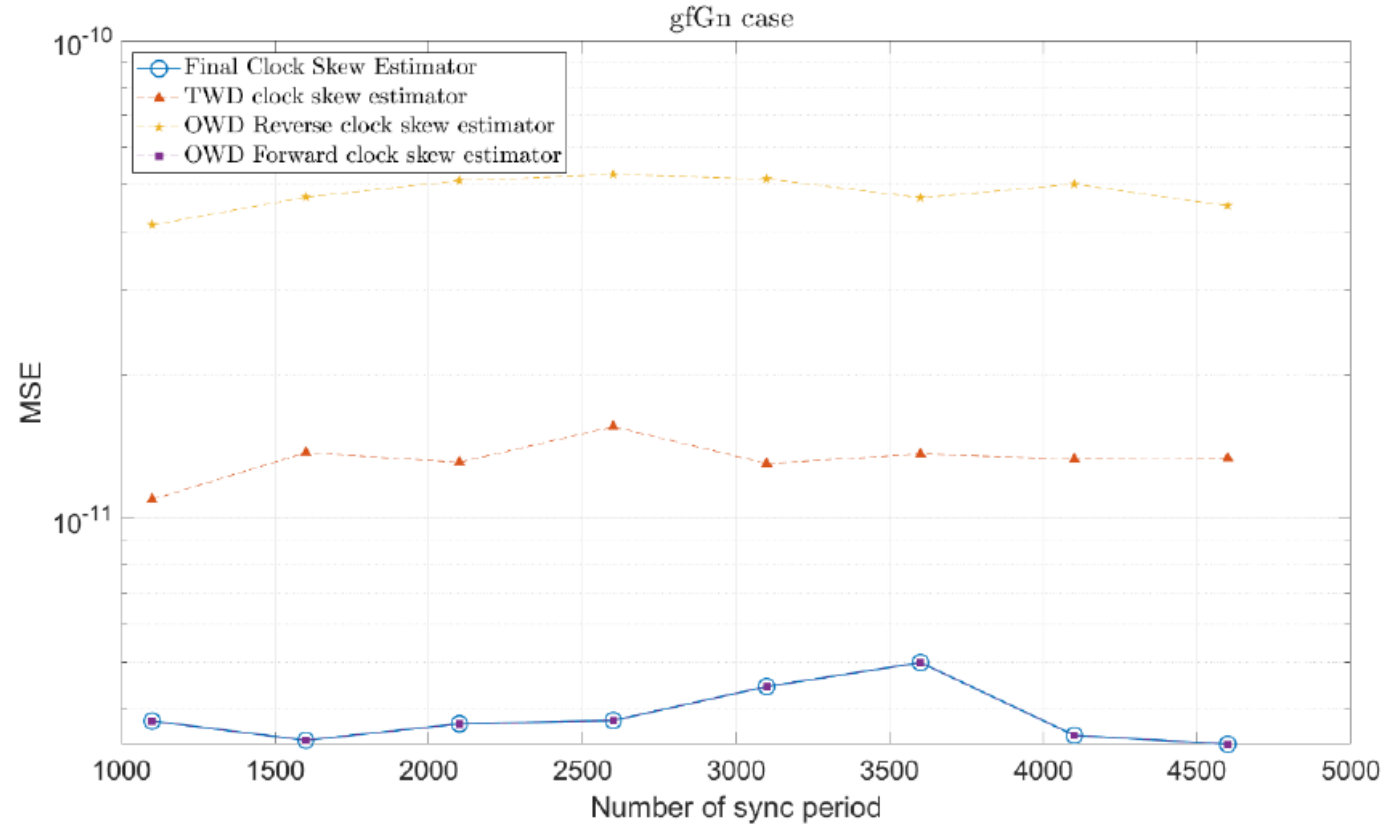 gfGn case
10-10
Final Clock Skew Estimator
TWD clock skew estimator
OWD Reverse clock skew estimator
OWD Forward clock skew estimator
MSE
10-11
1000 1500 2000 2500 3000 3500 4000 4500 5000
Number of sync period